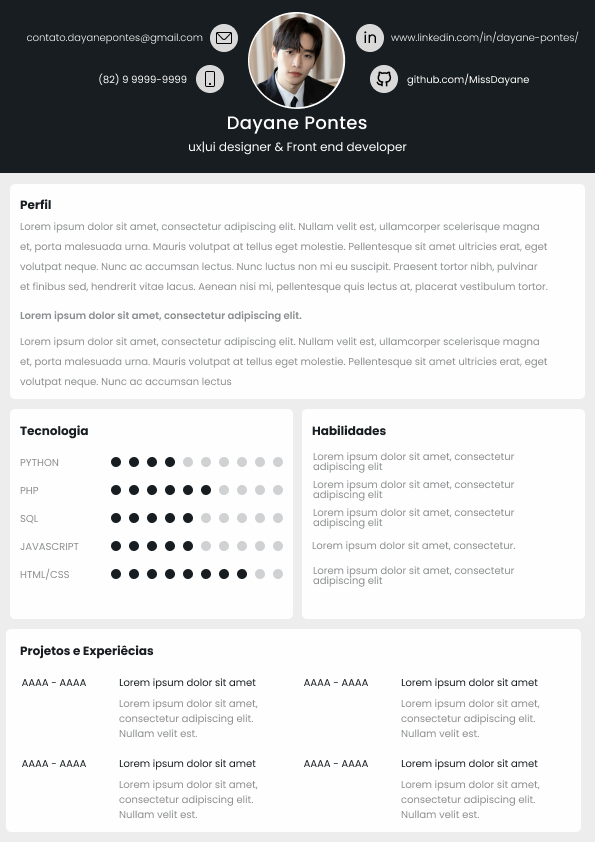 contato.dayanepontes@gmail.com
in
www.linkedin.com/in/dayane-pontes/
(82) 9 9999-9999
github.com/MissDayane
Dayane Pontes
ux|ui designer & Front end developer
Perfil
Lorem ipsum dolor sit amet, consectetur adipiscing elit. Nullam velit est, ullamcorper scelerisque magna
et, porta malesuada urna. Mauris volutpat at tellus eget molestie. Pellentesque sit amet ultricies erat, eget
volutpat neque. Nunc ac accumsan lectus. Nunc luctus non mi eu suscipit. Praesent tortor nibh, pulvinar
et finibus sed, hendrerit vitae lacus. Aenean nisi mi, pellentesque quis lectus at, placerat vestibulum tortor.
Lorem ipsum dolor sit amet, consectetur adipiscing elit.
Lorem ipsum dolor sit amet, consectetur adipiscing elit. Nullam velit est, ullamcorper scelerisque magna
et, porta malesuada urna. Mauris volutpat at tellus eget molestie. Pellentesque sit amet ultricies erat, eget
volutpat neque. Nunc ac accumsan lectus
Tecnologia
PYTHON
PHP
SQL
JAVASCRIPT
HTML/CSS
Habilidades
Lorem ipsum dolor sit amet, consectetur
adipiscing elit
Lorem ipsum dolor sit amet, consectetur
adipiscing elit
Lorem ipsum dolor sit amet, consectetur
adipiscing elit
Lorem ipsum dolor sit amet, consectetur.
Lorem ipsum dolor sit amet, consectetur
adipiscing elit
Projetos e Experiêcias
AAAA - AAAA
Lorem ipsum dolor sit amet
Lorem ipsum dolor sit amet,
consectetur adipiscing elit.
Nullam velit est.
AAAA - AAAA
Lorem ipsum dolor sit amet
Lorem ipsum dolor sit amet,
consectetur adipiscing elit.
Nullam velit est.
AAAA - AAAA
Lorem ipsum dolor sit amet
Lorem ipsum dolor sit amet,
consectetur adipiscing elit.
Nullam velit est.
AAAA - AAAA
Lorem ipsum dolor sit amet
Lorem ipsum dolor sit amet,
consectetur adipiscing elit.
Nullam velit est.